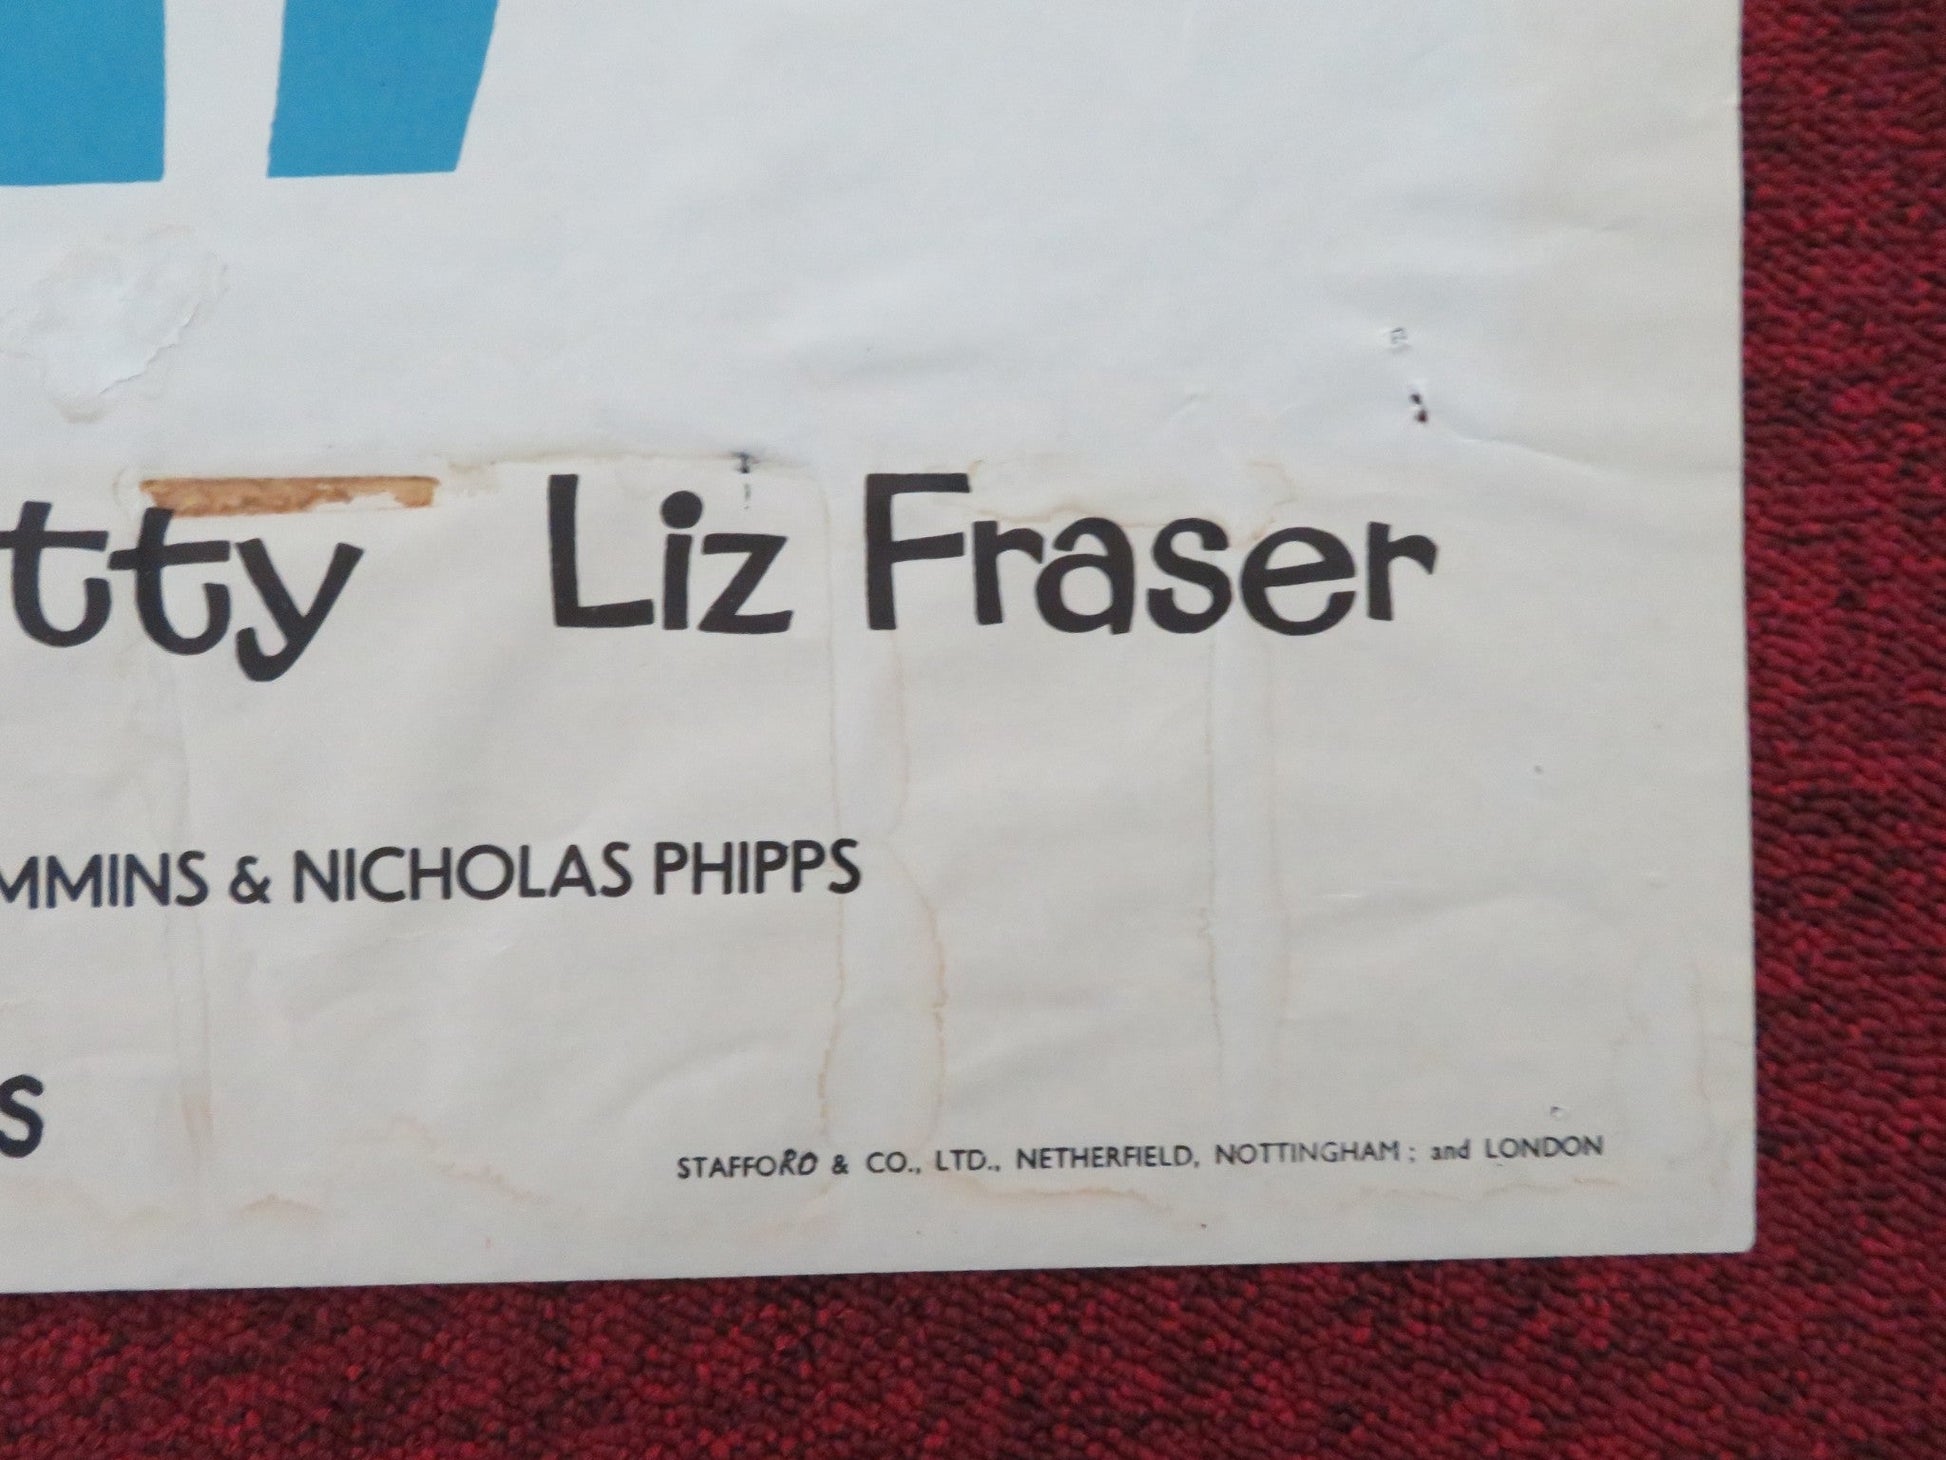 tty Liz Fraser
MMINS & NICHOLAS PHIPPS
S
STAFFORD & CO., LTD., NETHERFIELD, NOTTINGHAM; and LONDON